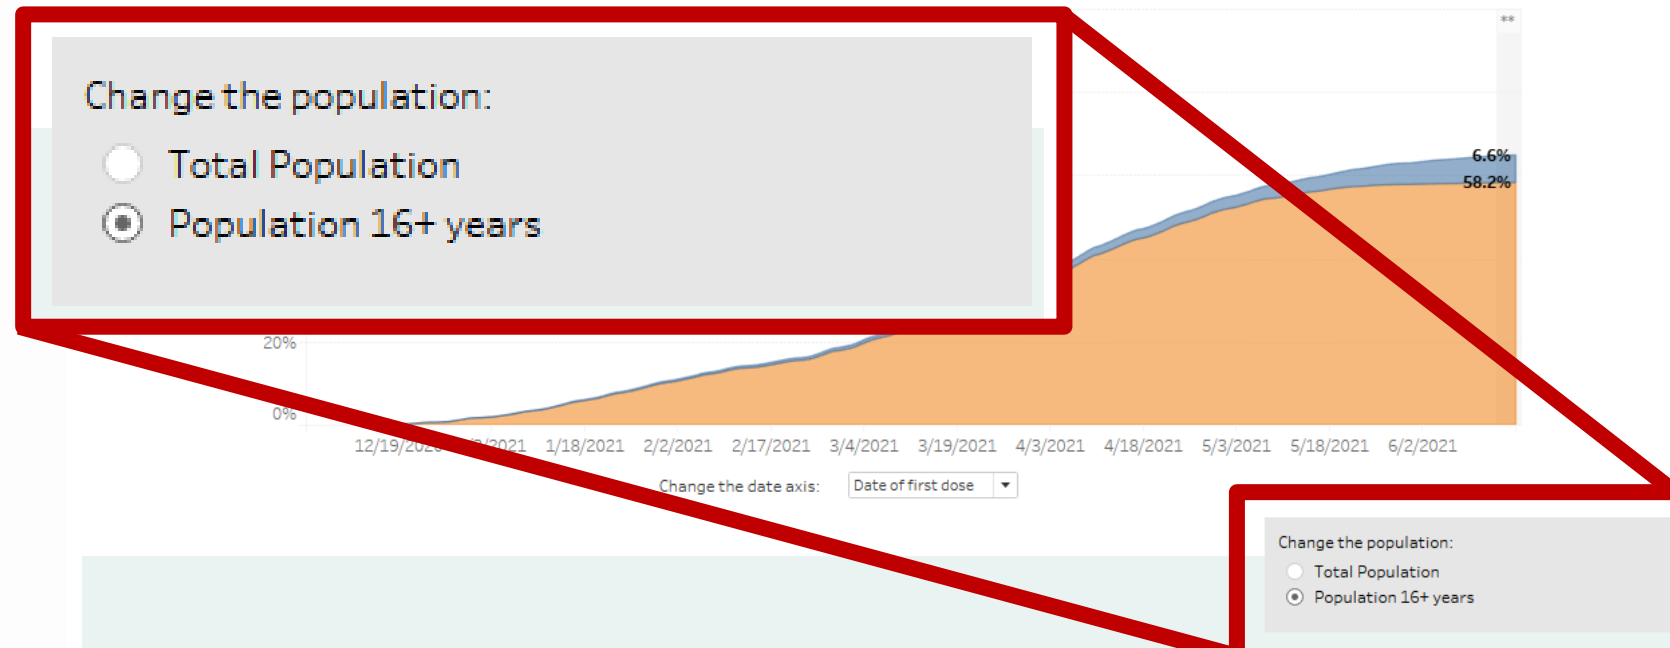 **
Change the population:
Total Population
Population 16+ years
6.6%
58.2%
20%
0%
1/18/2021 2/2/2021 2/17/2021 3/4/2021 3/19/2021 4/3/2021 4/18/2021 5/3/2021 5/18/2021 6/2/2021
Change the date axis: Date of first dose
Change the population:
Total Population
Population 16+ years